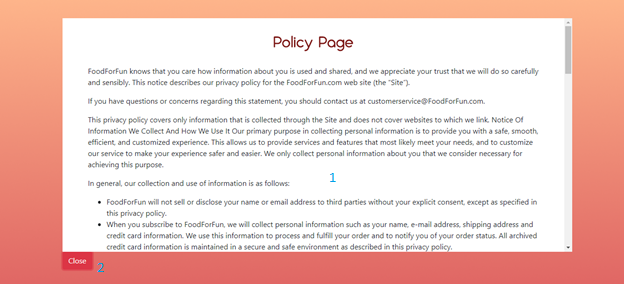 Policy Page
FoodForFun knows that you care how information about you is used and shared, and we appreciate your trust that we will do so carefully
and sensibly. This notice describes our privacy policy for the FoodForFun.com web site (the "Site").
If you have questions or concerns regarding this statement, you should contact us at customerservice@FoodForFun.com.
This privacy policy covers only information that is collected through the Site and does not cover websites to which we link. Notice Of
Information We Collect And How We Use It Our primary purpose in collecting personal information is to provide you with a safe, smooth,
efficient, and customized experience. This allows us to provide services and features that most likely meet your needs, and to customize
our service to make your experience safer and easier. We only collect personal information about you that we consider necessary for
achieving this purpose.
1
In general, our collection and use of information is as follows:
• FoodForFun will not sell or disclose your name or email address to third parties without your explicit consent, except as specified in
this privacy policy.
• When you subscribe to FoodForFun, we will collect personal information such as your name, e-mail address, shipping address and
credit card information. We use this information to process and fulfill your order and to notify you of your order status. All archived
credit card information is maintained in a secure and safe environment as described in this privacy policy.
Close
2